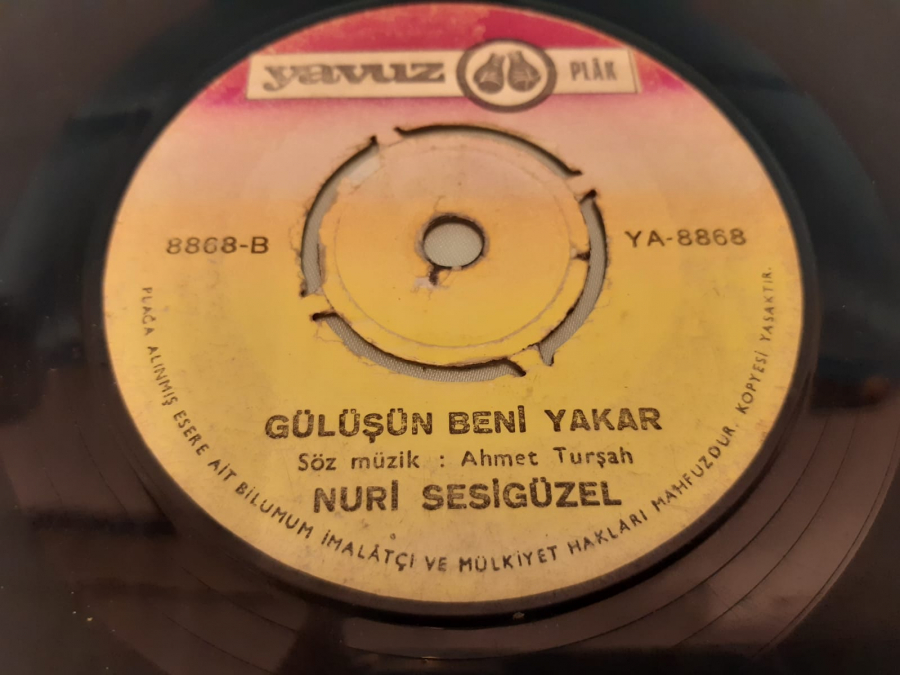 yavuz PLÂK
8868-B
YA-8868
GÜLÜŞÜN BENİ YAKAR
Söz müzik : Ahmet Turşah
NURİ SESİGÜZEL
PLAĞA ALINMIŞ ESERE AİT BİLUMUM İMALÂTÇI VE MÜLKİYET HAKLARI MAHFUZDUR. KOPYESİ YASAKTIR.